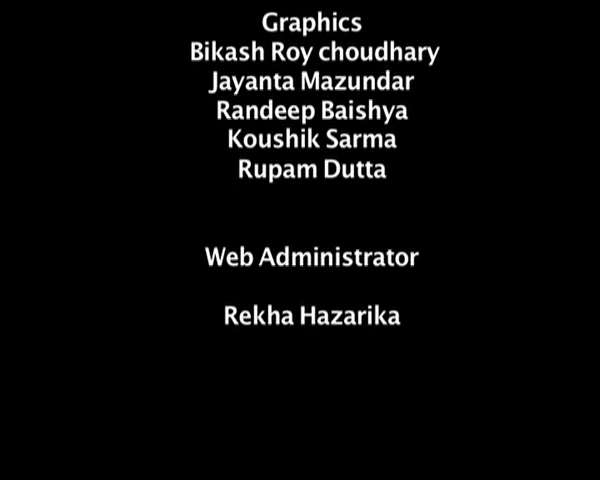 Graphics
Bikash Roy choudhary
Jayanta Mazundar
Randeep Baishya
Koushik Sarma
Rupam Dutta
Web Administrator
Rekha Hazarika